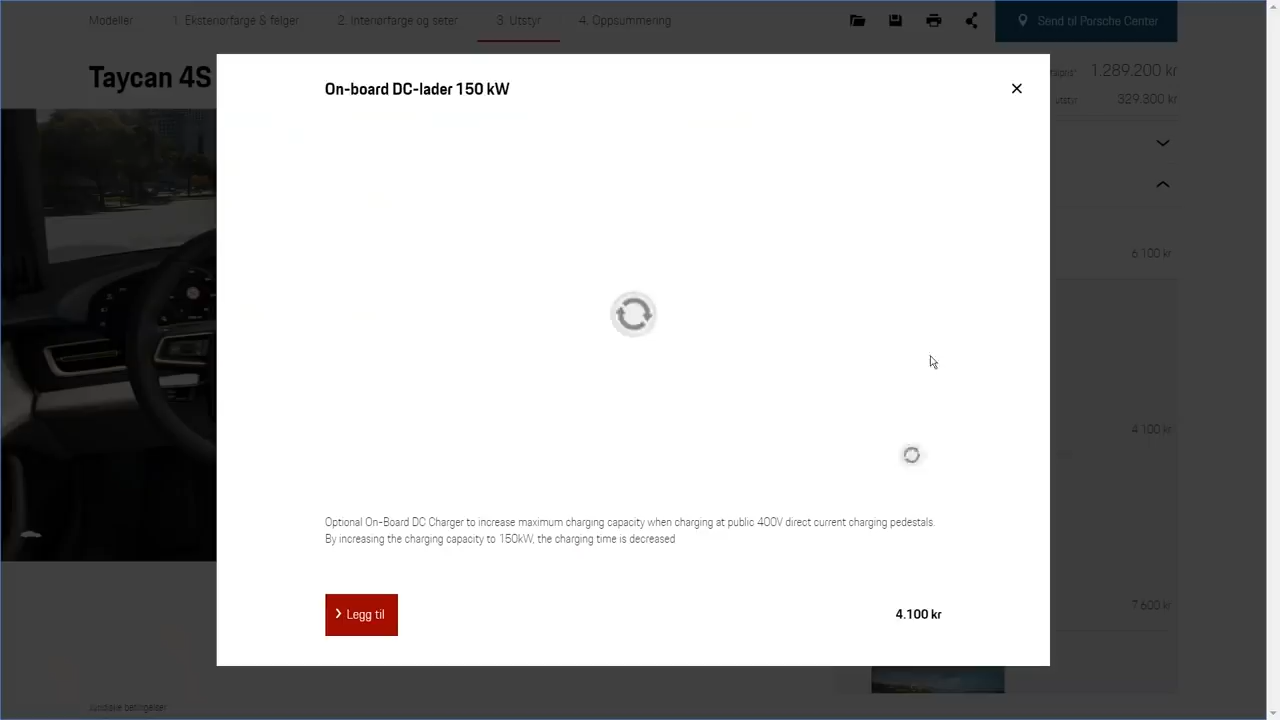 Modeller
1. Eksteriørfarge & felger
2. Interiørfarge og seter
3. Utstyr
4. Oppsummering
Send til Porsche Center
Taycan 4S
1.289.200 kr
utstyr
329.300 kr
On-board DC-lader 150 kW
6 100 kr
4 100 kr
Optional On-Board DC Charger to increase maximum charging capacity when charging at public 400V direct current charging pedestals.
By increasing the charging capacity to 150kW, the charging time is decreased
7 600 kr
Legg til
4.100 kr